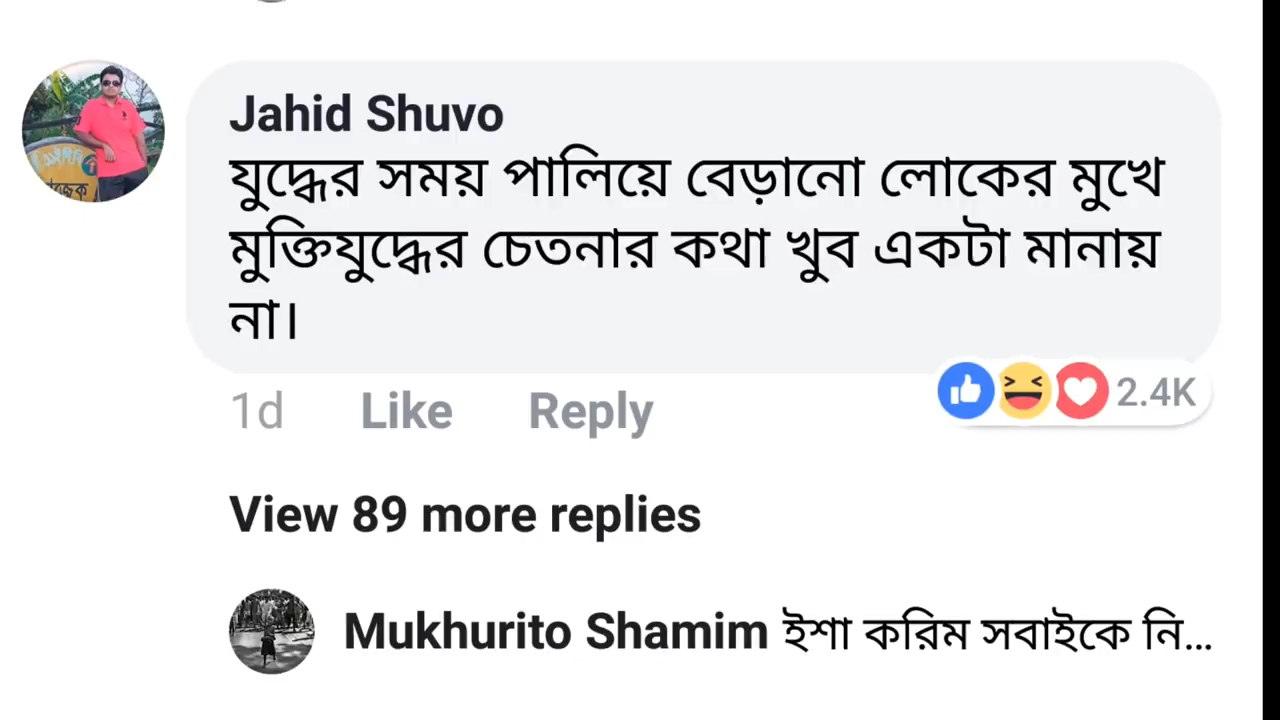 Jahid Shuvo
যুদ্ধের সময় পালিয়ে বেড়ানো লোকের মুখে
মুক্তিযুদ্ধের চেতনার কথা খুব একটা মানায়
না।
2.4K
1d Like Reply
View 89 more replies
Mukhurito Shamim ইশা করিম সবাইকে নি...